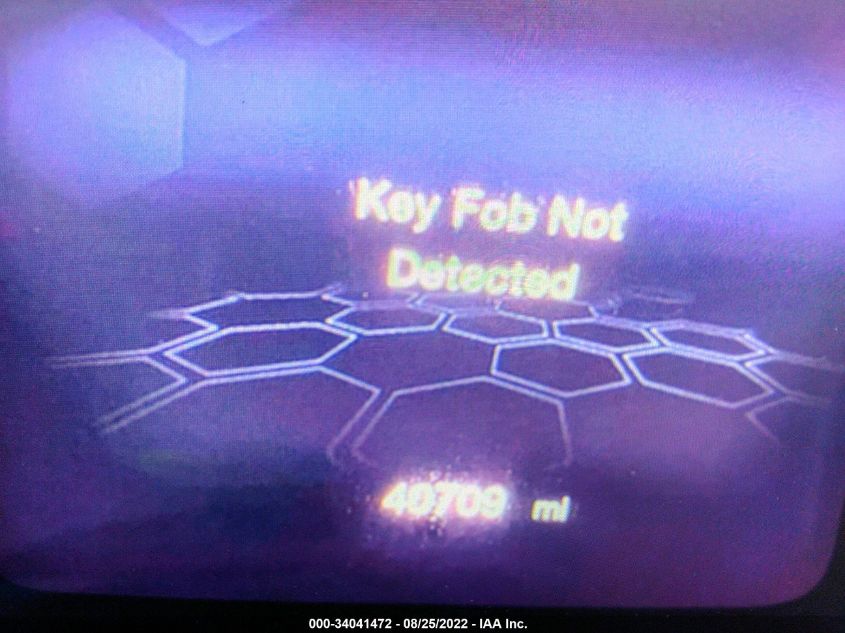 Key Fob Not
Detected
40709 mi
000-34041472 - 08/25/2022 - IAA Inc.